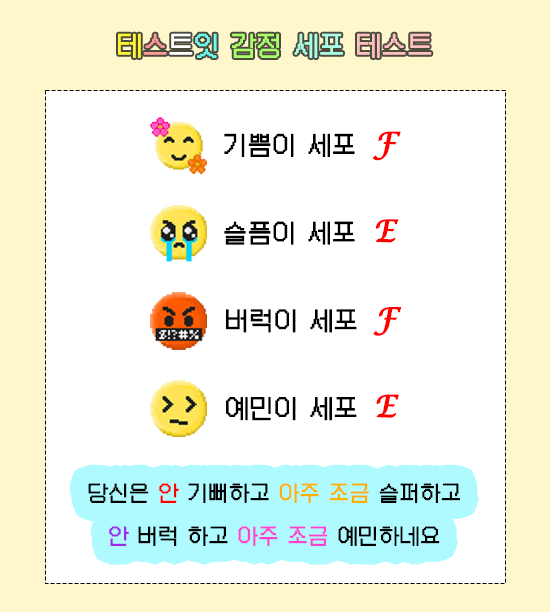 테스트잇 감정 세포 테스트
기쁨이 세포 F
슬픔이 세포 E
버럭이 세포 F
$!?#%
예민이 세포 E
당신은 안 기뻐하고 아주 조금 슬퍼하고
안 버럭 하고 아주 조금 예민하네요